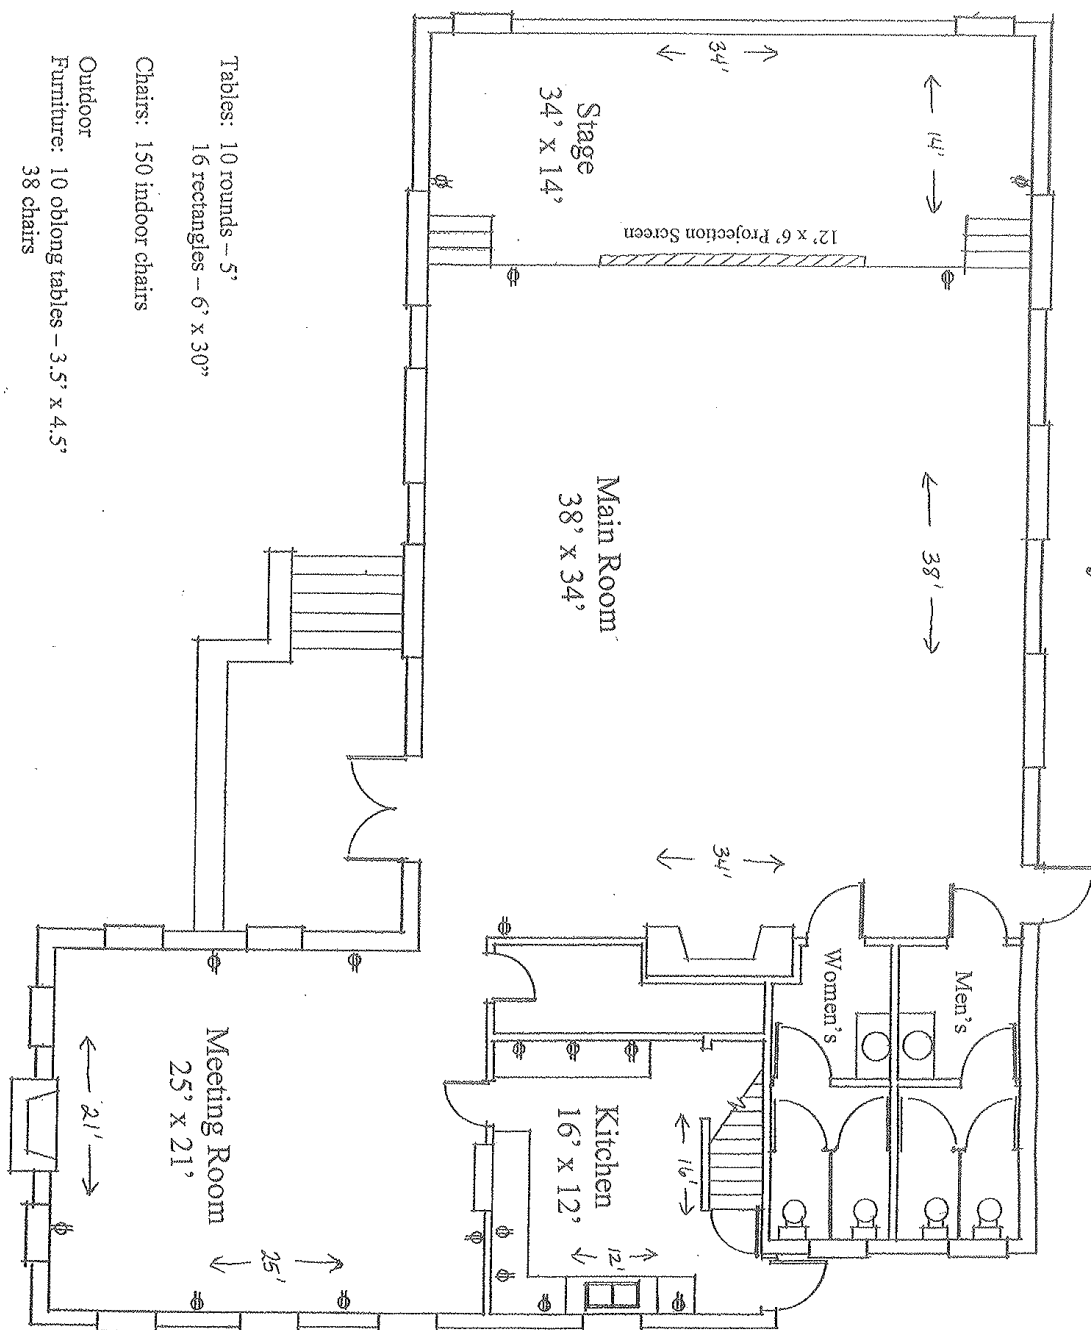 Men's
Women's
34'
38'
Main Room
38' x 34'
14'
34'
Stage
34' x 14'
12' x 6' Projection Screen
16'
Kitchen
16' x 12'
12'
Meeting Room
25' x 21'
25'
21'
Tables: 10 rounds – 5'
16 rectangles – 6' x 30"
Chairs: 150 indoor chairs
Outdoor
Furniture: 10 oblong tables – 3.5' x 4.5'
38 chairs